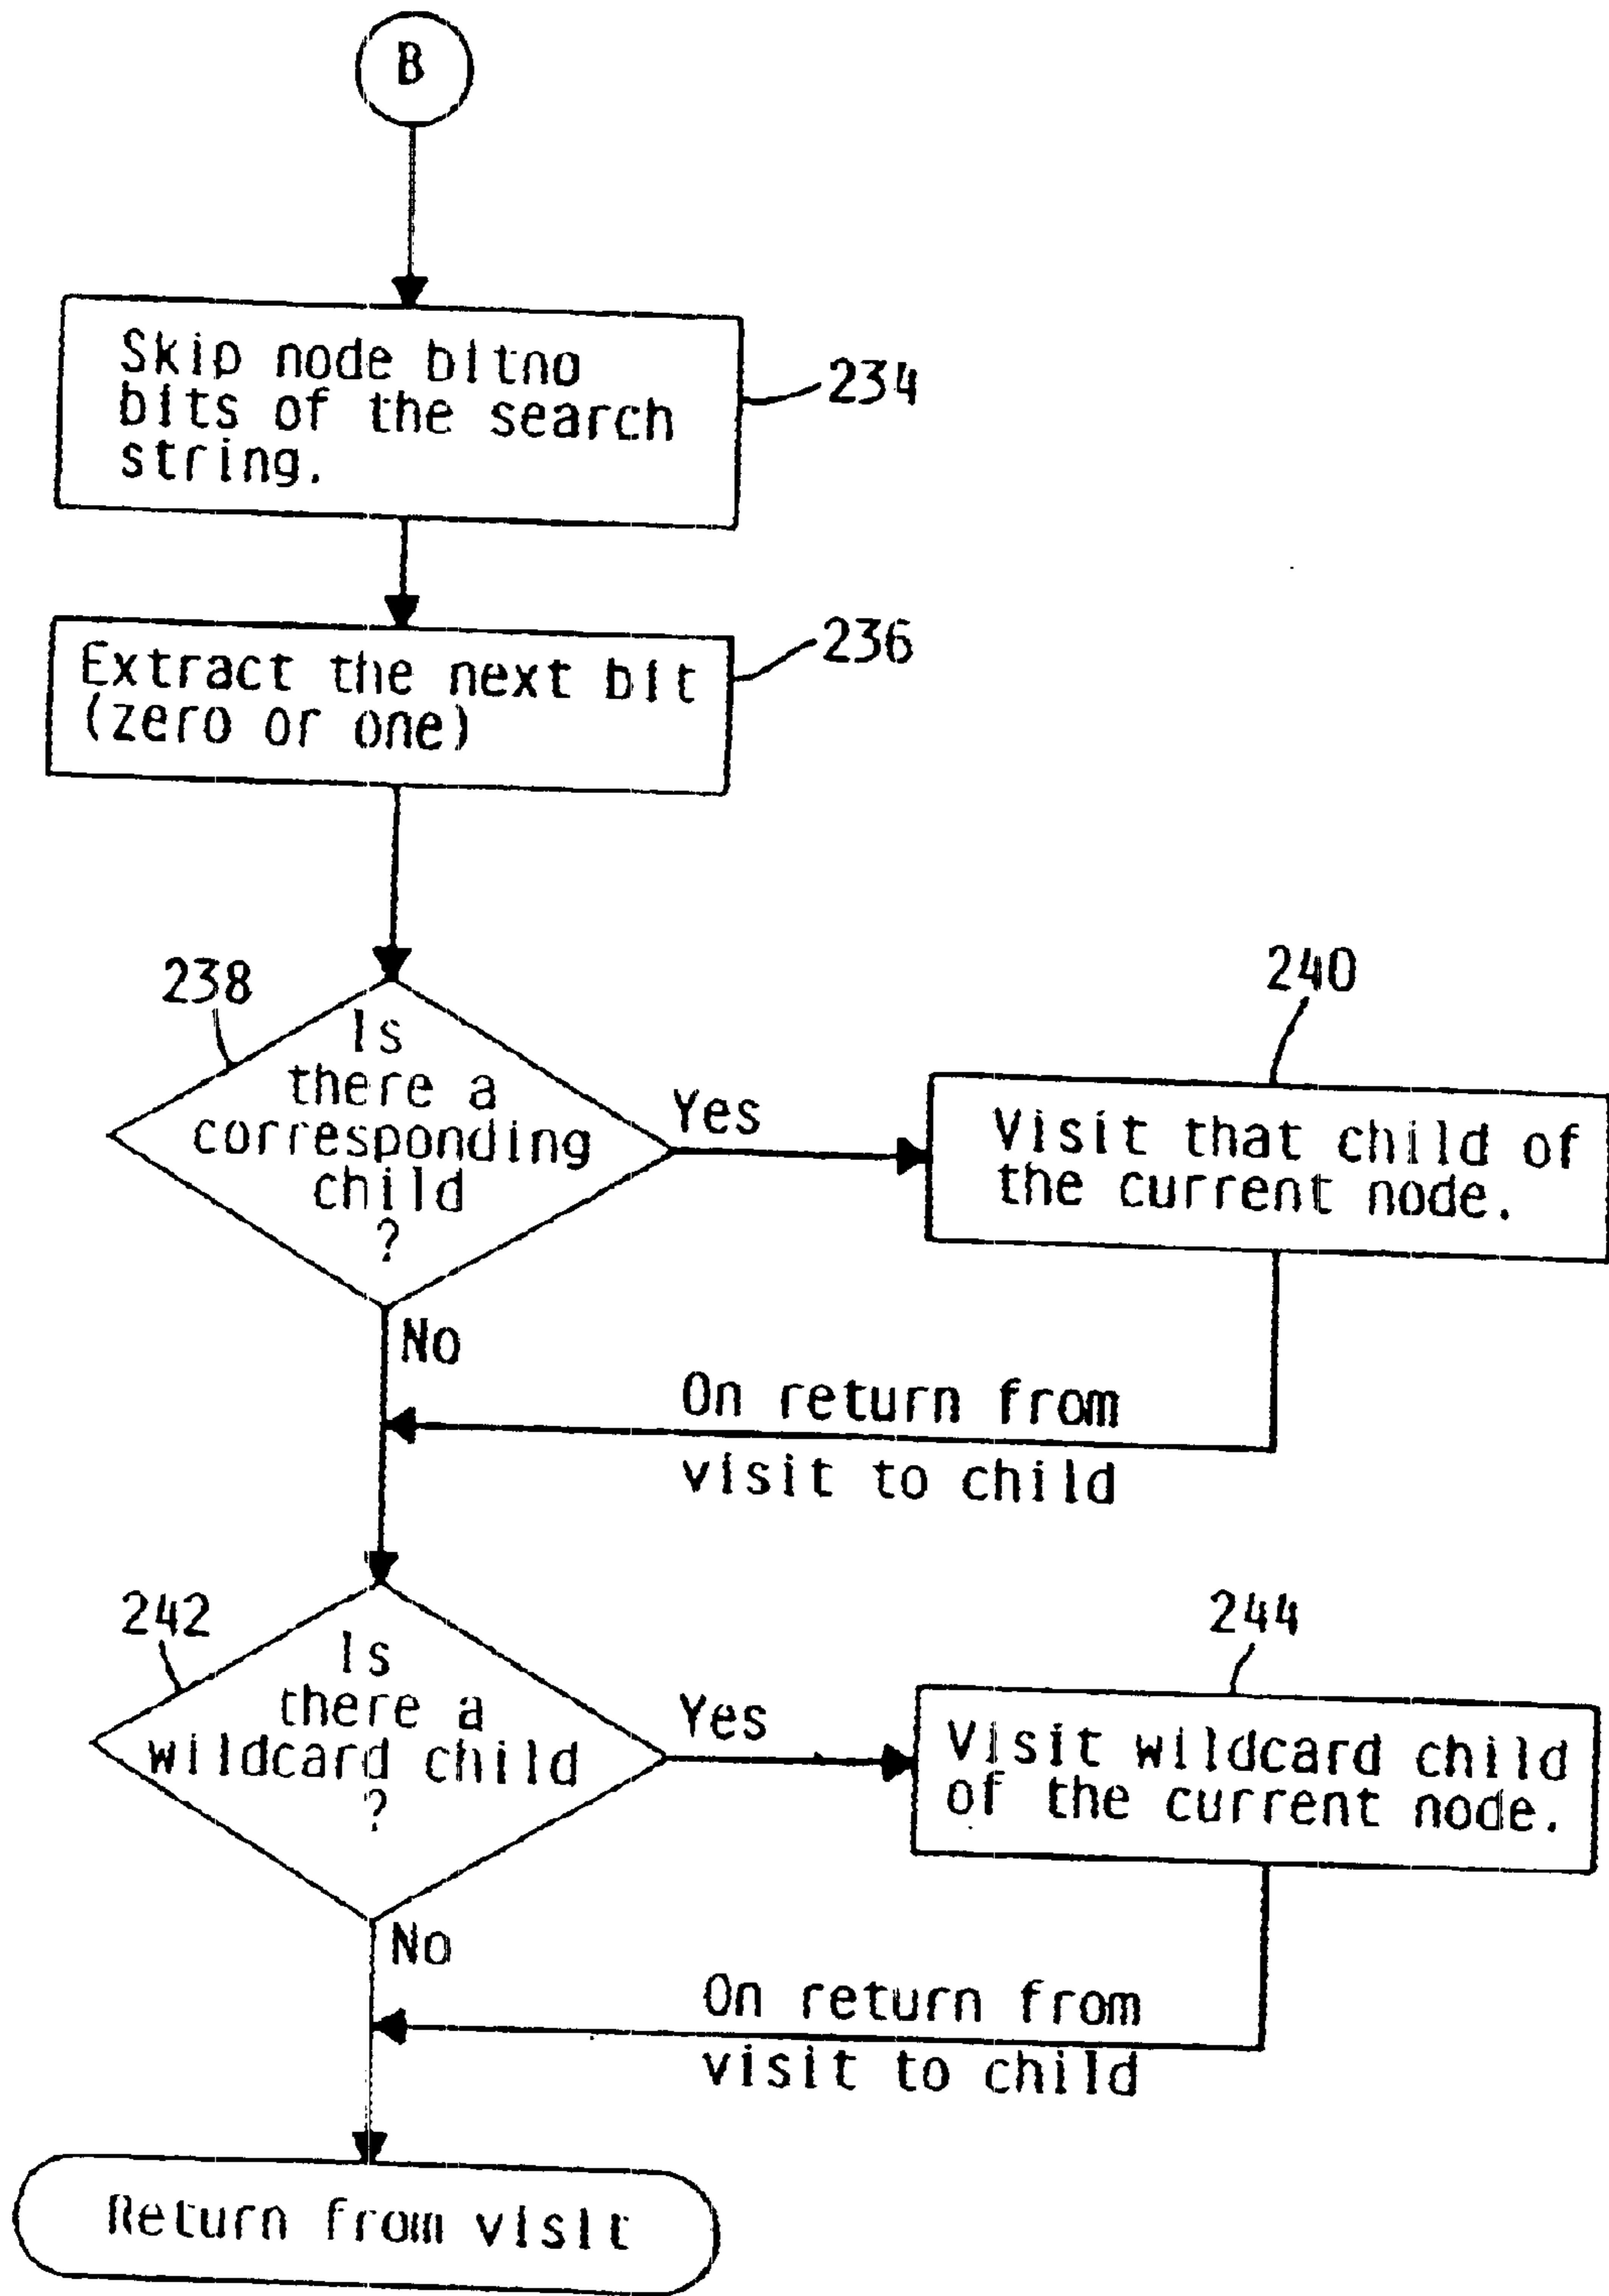 B
Skip node bitno
bits of the search
string.
234
Extract the next bit
(zero or one)
236
238
Is
there a
corresponding
child
?
Yes
240
Visit that child of
the current node.
No
On return from
visit to child
242
Is
there a
wildcard child
?
Yes
244
Visit wildcard child
of the current node.
No
On return from
visit to child
Return from visit